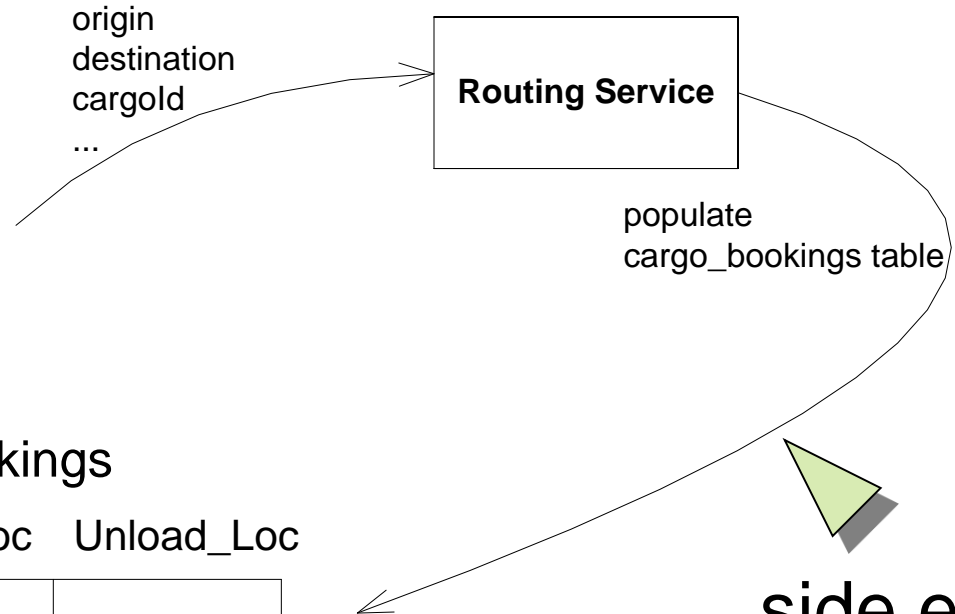 origin
destination
cargoId
...
Routing Service
populate
cargo_bookings table
kings
oc Unload_Loc
side e